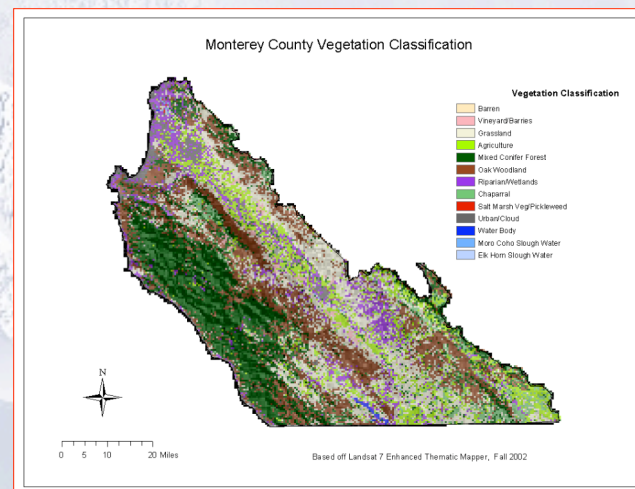 Monterey County Vegetation Classification
Vegetation Classification
Barren
Vineyard/Barries
Grassland
Agriculture
Mixed Conifer Forest
Oak Woodland
Riparian/Wetlands
Chaparral
Salt Marsh Veg/Pickleweed
Urban/Cloud
Water Body
Moro Coho Slough Water
Elk Horn Slough Water
N
0 5 10 20 Miles
Based off Landsat 7 Enhanced Thematic Mapper, Fall 2002